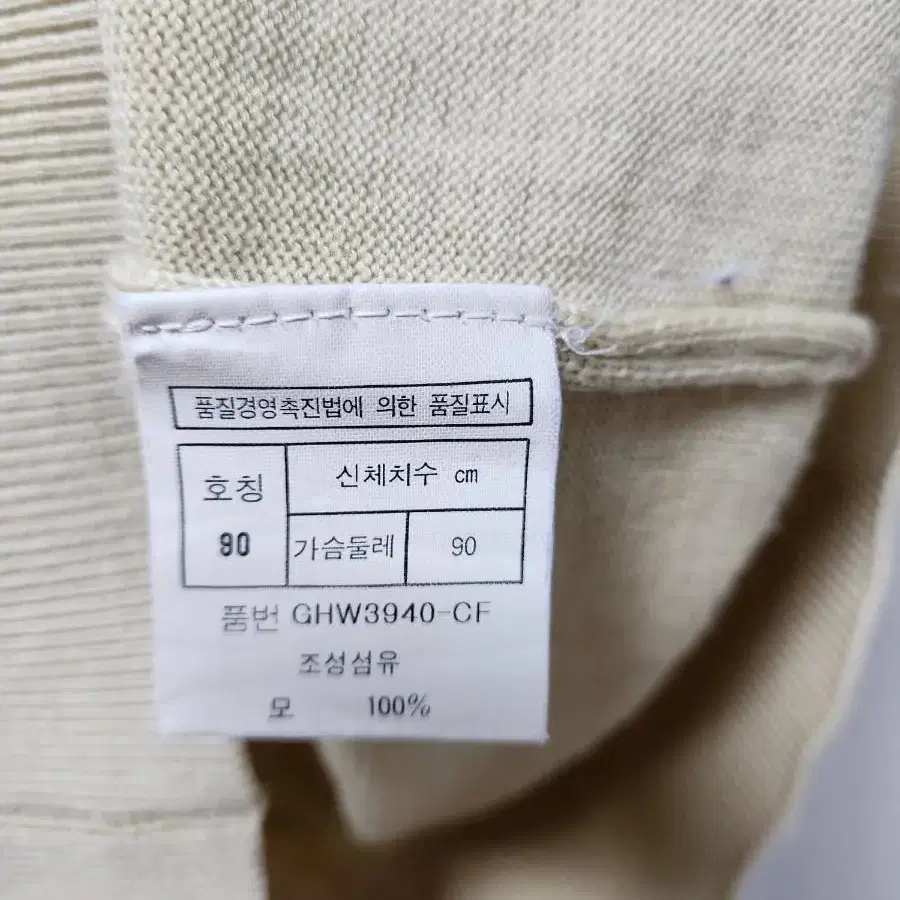 품질경영촉진법에 의한 품질표시
호칭 신체치수 cm
90 가슴둘레 90
품번 GHW3940-CF
조성섬유
모 100%